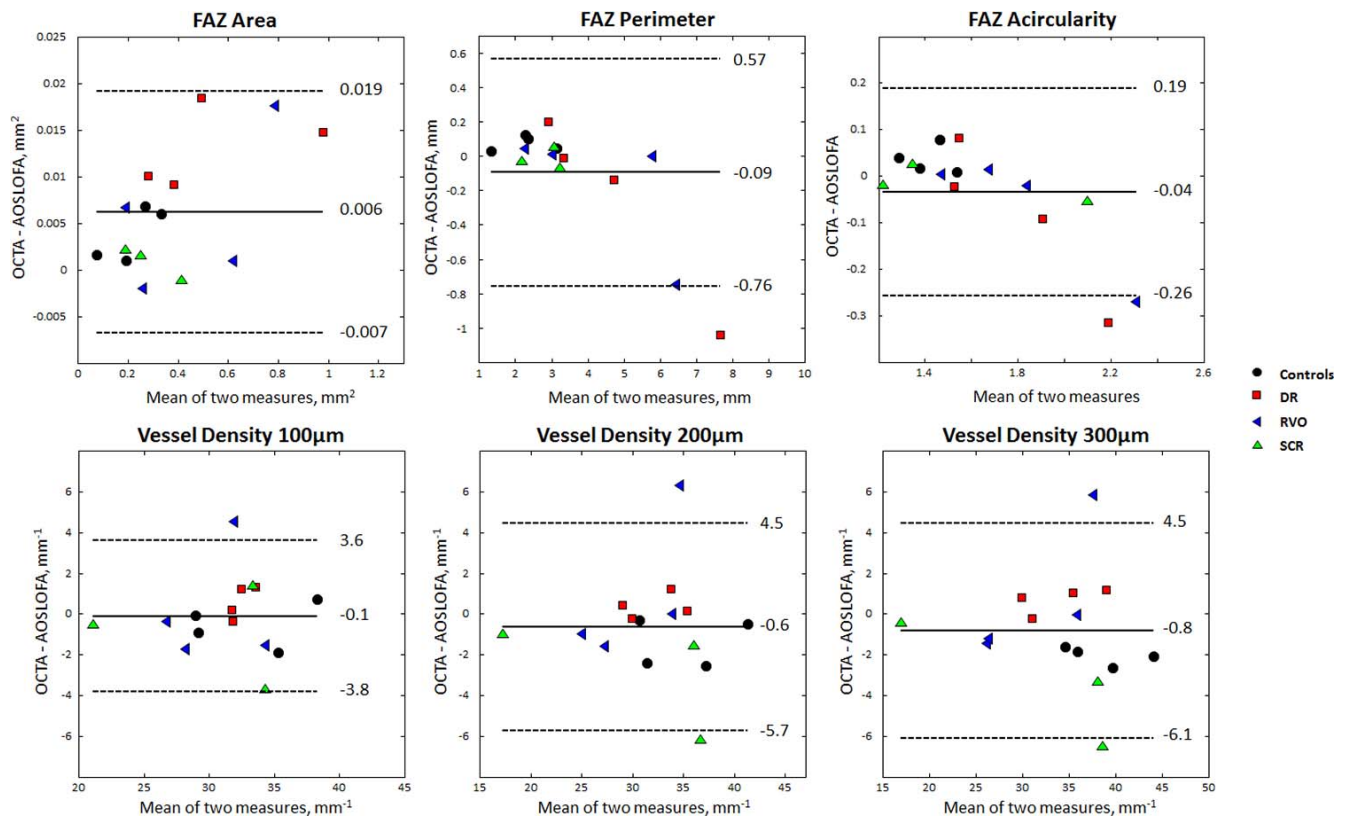 FAZ Area
0.025
0.02
0.015
0.01
0.005
0
-0.005
OCTA - AOSLOFA, mm²
0.019
0.006
-0.007
0 0.2 0.4 0.6 0.8 1 1.2
Mean of two measures, mm²
FAZ Perimeter
0.6
0.4
0.2
0
-0.2
-0.4
-0.6
-0.8
-1
OCTA - AOSLOFA, mm
0.57
-0.09
-0.76
1 2 3 4 5 6 7 8 9 10
Mean of two measures, mm
FAZ Acircularity
0.2
0.1
0
-0.1
-0.2
-0.3
OCTA - AOSLOFA
0.19
-0.04
-0.26
1.4 1.8 2.2 2.6
Mean of two measures
Controls
DR
RVO
SCR
Vessel Density 100µm
6
4
2
0
-2
-4
-6
OCTA - AOSLOFA, mm⁻¹
3.6
-0.1
-3.8
20 25 30 35 40 45
Mean of two measures, mm⁻¹
Vessel Density 200µm
6
4
2
0
-2
-4
-6
OCTA - AOSLOFA, mm⁻¹
4.5
-0.6
-5.7
15 20 25 30 35 40 45
Mean of two measures, mm⁻¹
Vessel Density 300µm
6
4
2
0
-2
-4
-6
OCTA - AOSLOFA, mm⁻¹
4.5
-0.8
-6.1
15 20 25 30 35 40 45 50
Mean of two measures, mm⁻¹